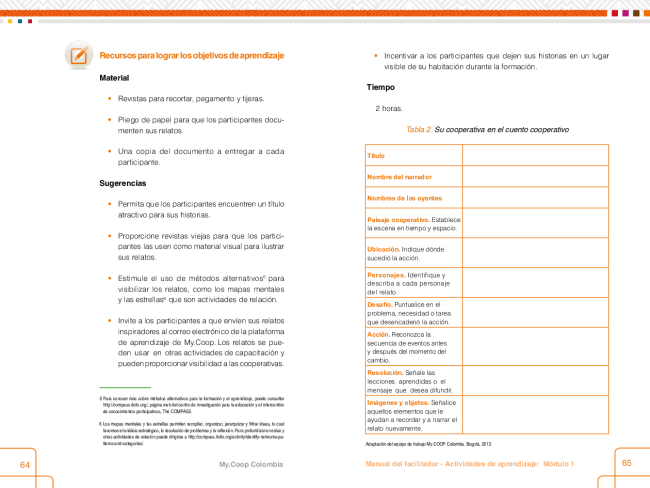 Recursos para lograr los objetivos de aprendizaje
Material
• Revistas para recortar, pegamento y tijeras.
• Pliego de papel para que los participantes docu-
menten sus relatos.
• Una copia del documento a entregar a cada
participante.
Sugerencias
• Permita que los participantes encuentren un título
atractivo para sus historias.
• Proporcione revistas viejas para que los partici-
pantes las usen como material visual para ilustrar
sus relatos.
• Estimule el uso de métodos alternativos5 para
visibilizar los relatos, como los mapas mentales
y las estrellas6 que son actividades de relación.
• Invite a los participantes a que envíen sus relatos
inspiradores al correo electrónico de la plataforma
de aprendizaje de My.Coop. Los relatos se pue-
den usar en otras actividades de capacitación y
pueden proporcionar visibilidad a las cooperativas.
5 Para conocer más sobre métodos alternativos para la formación y el aprendizaje, puede consultar
http://compass.itcilo.org/, página web del centro de investigación para la educación y el intercambio
de conocimientos participativos, The COMPASS.
6 Los mapas mentales y las estrellas permiten recopilar, organizar, jerarquizar y filtrar ideas, lo cual
favorece el análisis estratégico, la resolución de problemas y la reflexión. Para profundizar en estas y
otras actividades de relación puede dirigirse a
64
My.Coop Colombia
• Incentivar a los participantes que dejen sus historias en un lugar
visible de su habitación durante la formación.
Tiempo
2 horas.
Tabla 2. Su cooperativa en el cuento cooperativo
Título
Nombre del narrador
Nombres de los oyentes
Paisaje cooperativo. Establece
la escena en tiempo y espacio.
Ubicación. Indique dónde
sucedió la acción.
Personajes. Identifique y
describa a cada personaje
del relato.
Desafío. Puntualice en el
problema, necesidad o tarea
que desencadenó la acción.
Acción. Reconozca la
secuencia de eventos antes
y después del momento del
cambio.
Resolución. Señale las
lecciones aprendidas o el
mensaje que desea difundir.
Imágenes y objetos. Señalice
aquellos elementos que le
ayudan a recordar y a narrar el
relato nuevamente.
Adaptación del equipo de trabajo My.COOP Colombia. Bogotá, 2013.
Manual del facilitador - Actividades de aprendizaje: Módulo 1
65